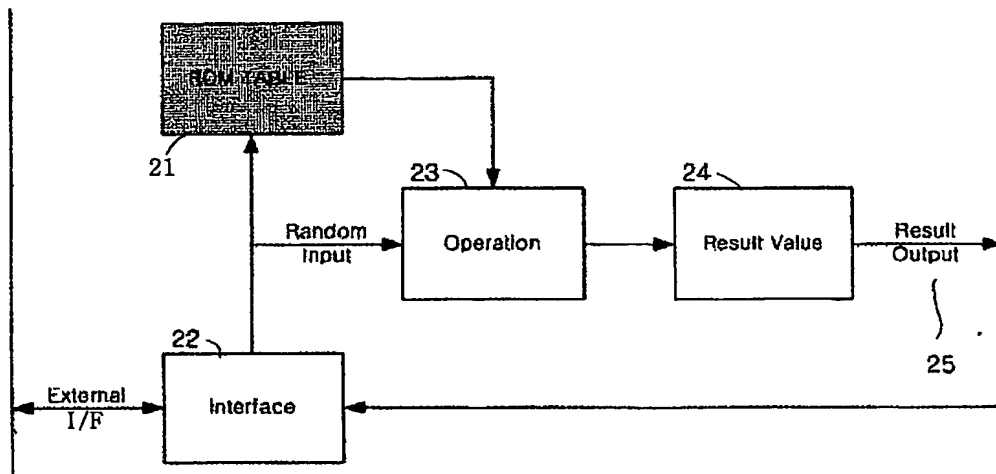 ROM TABLE
21
23
24
Random
Input
Operation
Result Value
Result
Output
22
25
External
I/F
Interface